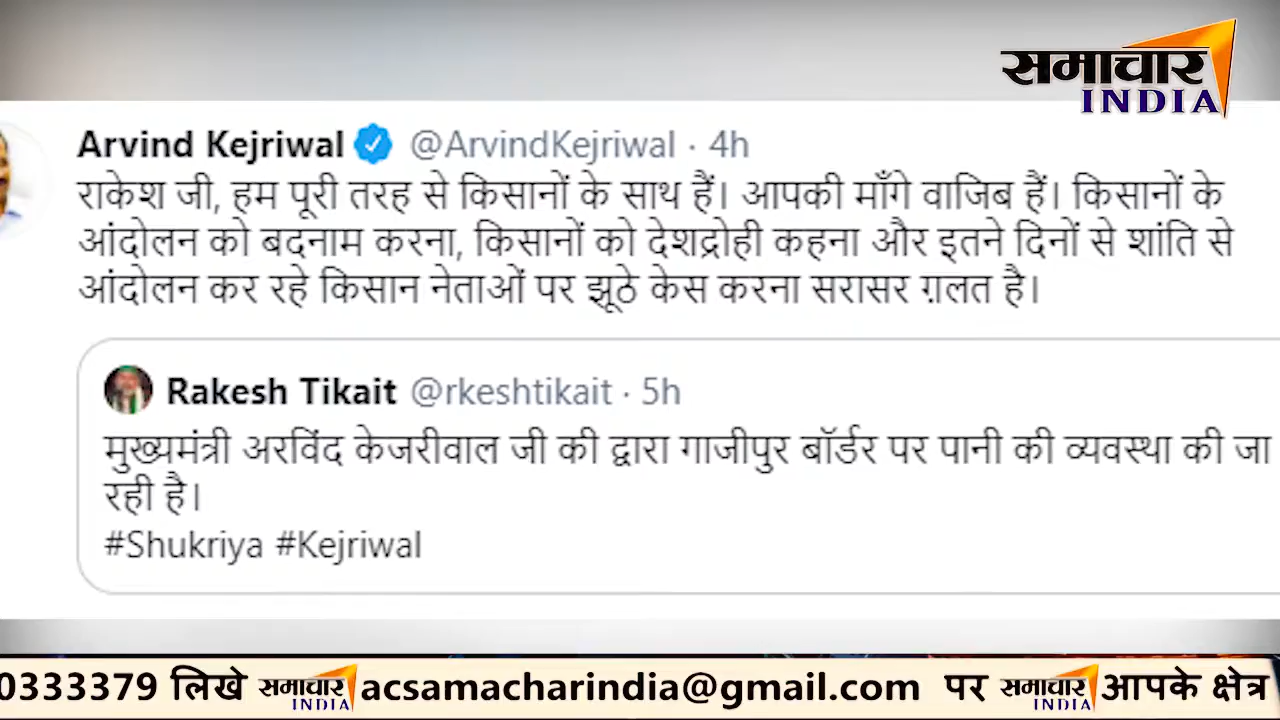 समाचार
INDIA
Arvind Kejriwal @ArvindKejriwal · 4h
राकेश जी, हम पूरी तरह से किसानों के साथ हैं। आपकी माँगे वाजिब हैं। किसानों के
आंदोलन को बदनाम करना, किसानों को देशद्रोही कहना और इतने दिनों से शांति से
आंदोलन कर रहे किसान नेताओं पर झूठे केस करना सरासर ग़लत है।
Rakesh Tikait @rkeshtikait · 5h
मुख्यमंत्री अरविंद केजरीवाल जी की द्वारा गाजीपुर बॉर्डर पर पानी की व्यवस्था की जा
रही है।
#Shukriya #Kejriwal
0333379 लिखे समाचार INDIA acsamacharindia@gmail.com पर समाचार INDIA आपके क्षेत्र